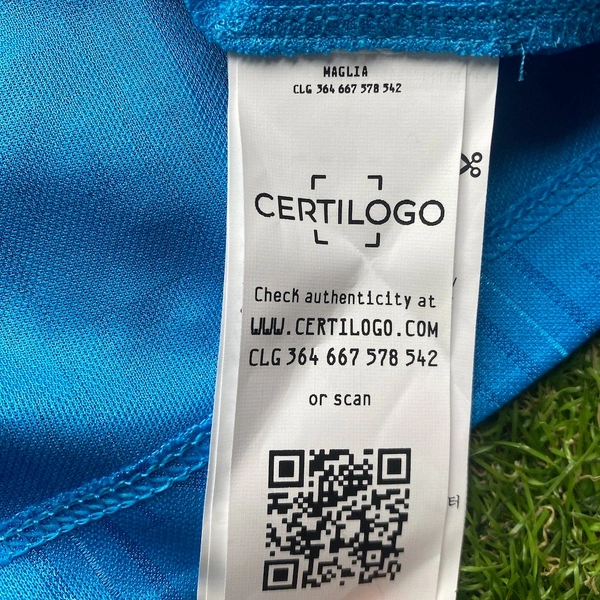 MAGLIA
CLG 364 667 578 542
CERTILOGO
Check authenticity at
WWW.CERTILOGO.COM
CLG 364 667 578 542
or scan
터